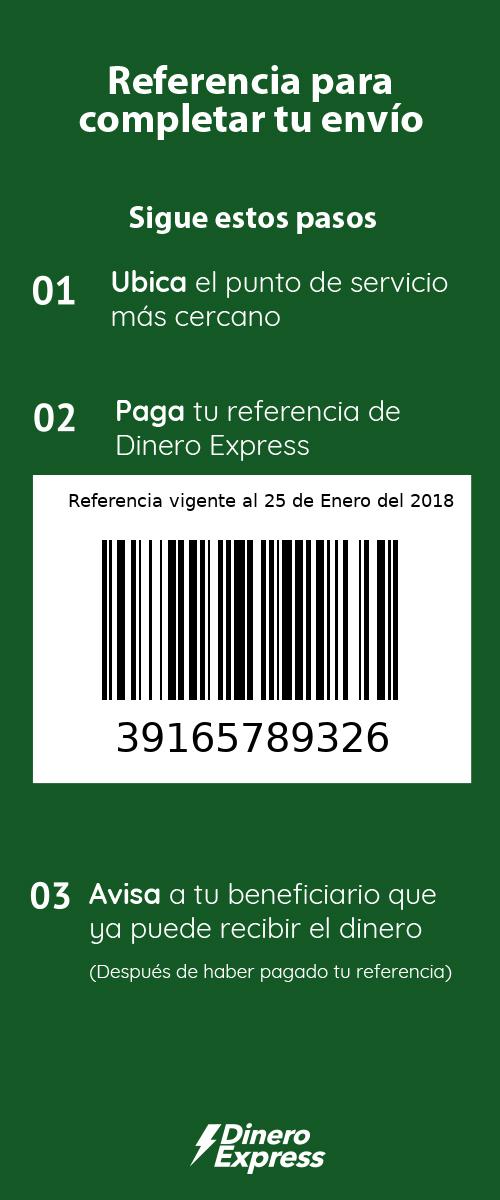 Referencia para
completar tu envío
Sigue estos pasos
01
Ubica el punto de servicio
más cercano
02
Paga tu referencia de
Dinero Express
Referencia vigente al 25 de Enero del 2018
39165789326
03
Avisa a tu beneficiario que
ya puede recibir el dinero
(Después de haber pagado tu referencia)
Dinero
Express